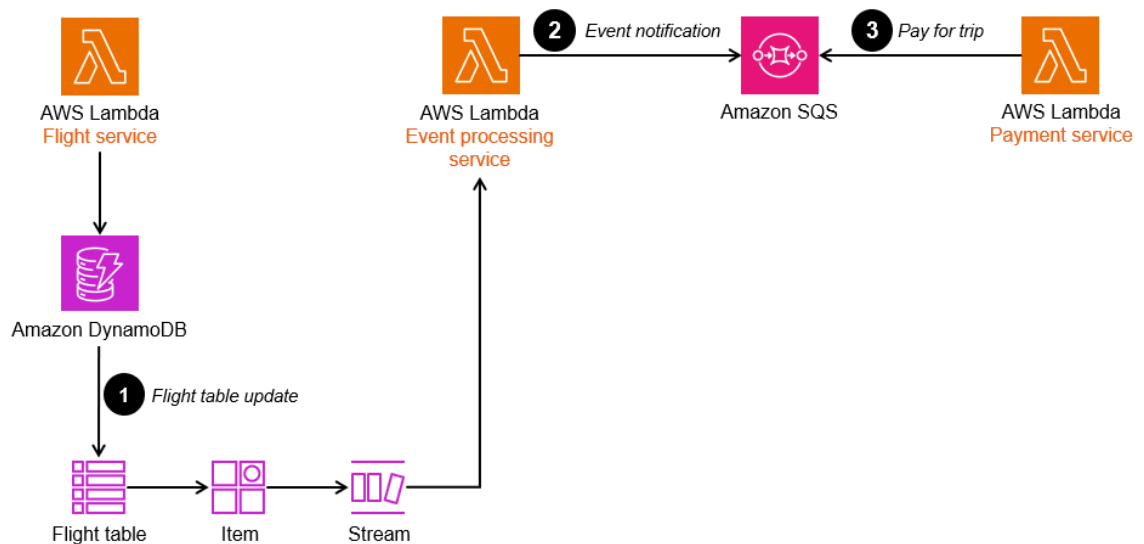 2 Event notification
3 Pay for trip
AWS Lambda
Flight service
AWS Lambda
Event processing
service
Amazon SQS
AWS Lambda
Payment service
Amazon DynamoDB
1 Flight table update
Flight table
Item
Stream